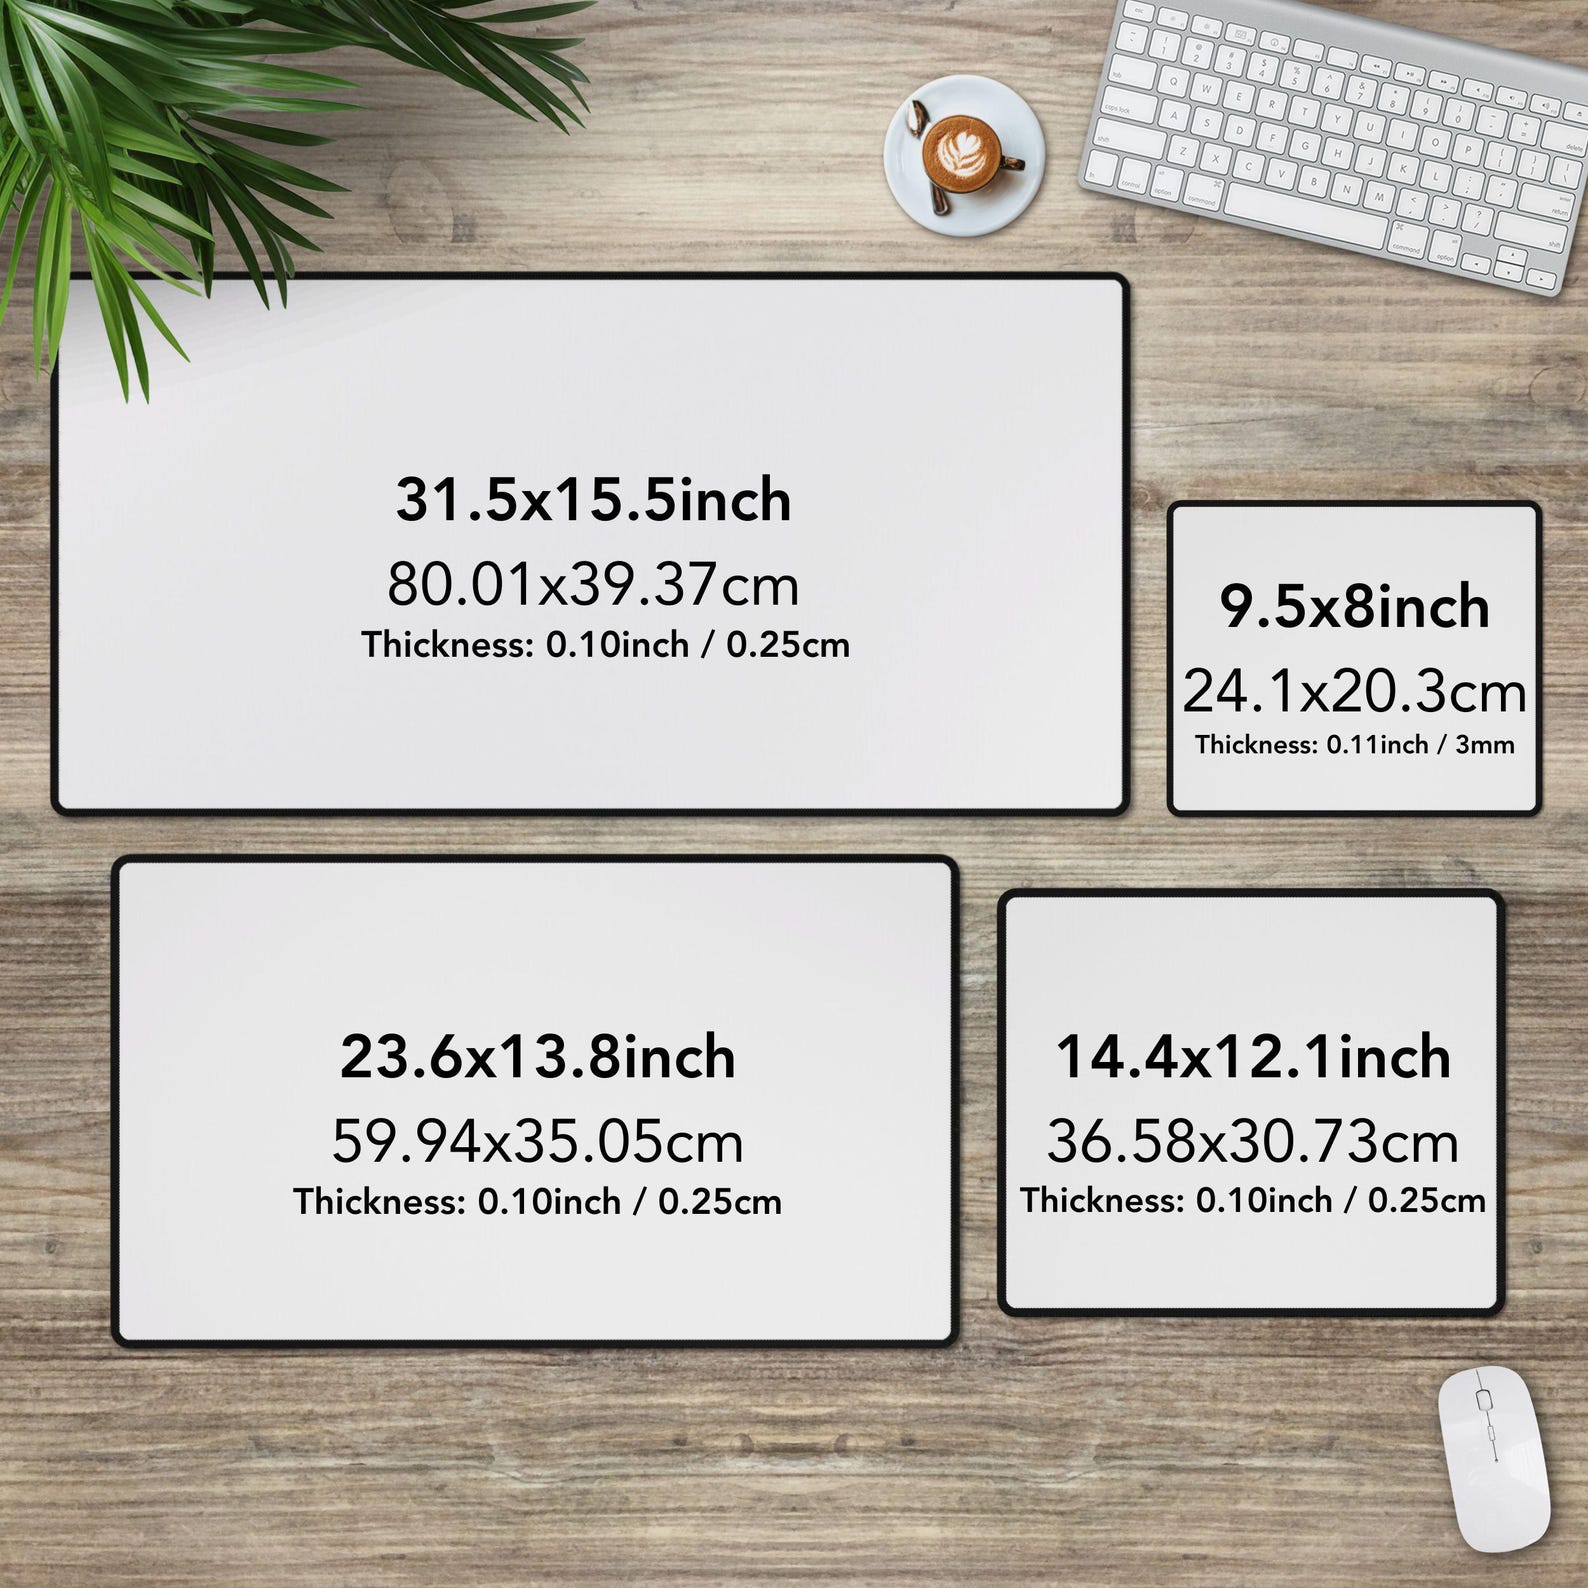 31.5x15.5inch
80.01x39.37cm
Thickness: 0.10inch / 0.25cm
9.5x8inch
24.1x20.3cm
Thickness: 0.11inch / 3mm
23.6x13.8inch
59.94x35.05cm
Thickness: 0.10inch / 0.25cm
14.4x12.1inch
36.58x30.73cm
Thickness: 0.10inch / 0.25cm